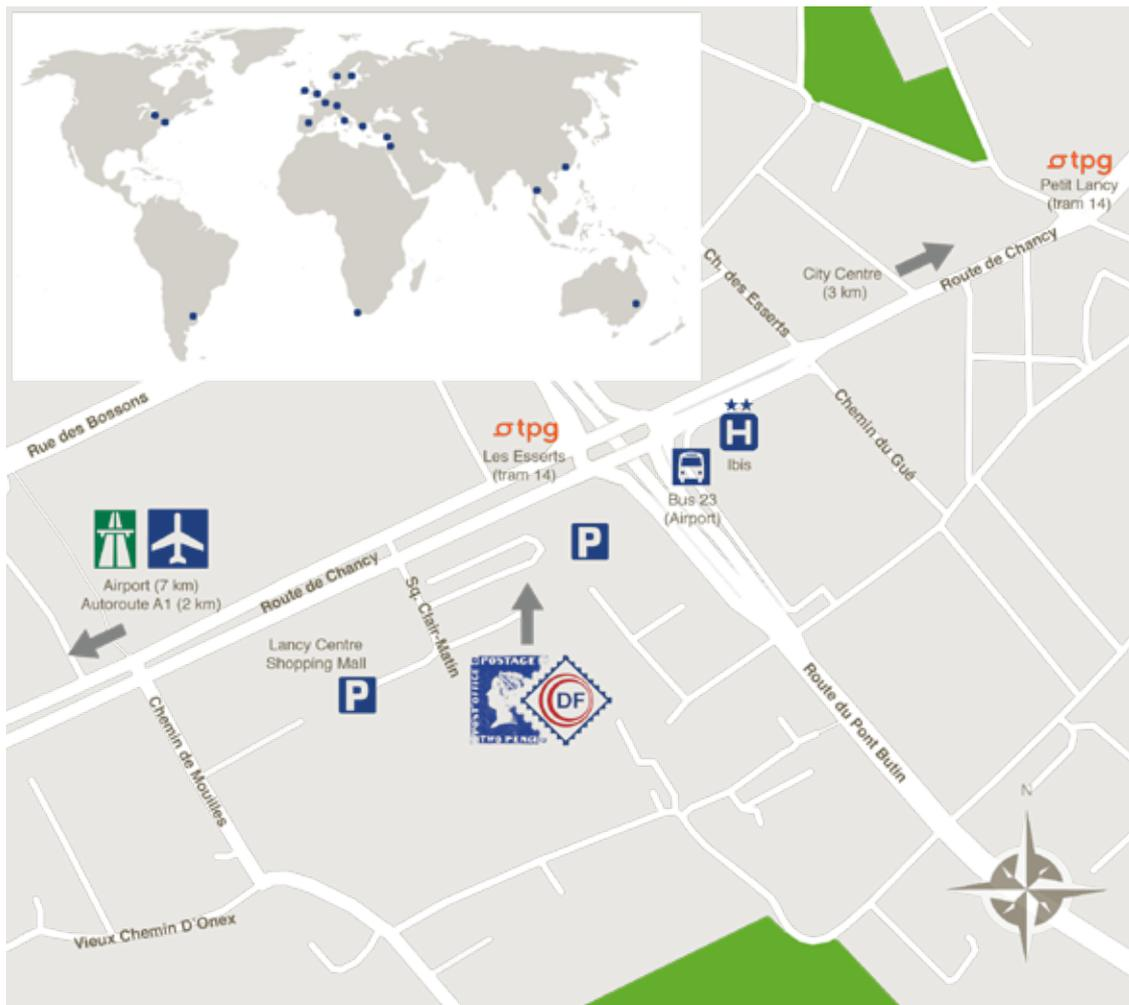 tpg
Petit Lancy
(tram 14)
Route de Chancy
City Centre
(3 km)
Ch. des Esserts
Rue des Bossons
tpg
Les Esserts
(tram 14)
H
Ibis
Chemin du Gué
Bus 23
(Airport)
P
Airport (7 km)
Autoroute A1 (2 km)
Route de Chancy
Sq. Clair-Matin
Lancy Centre
Shopping Mall
P
POSTAGE
POST OFFICE
TWO PENCE
DF
Route du Pont Butin
Chemin de Mouilles
Vieux Chemin D'Onex
N